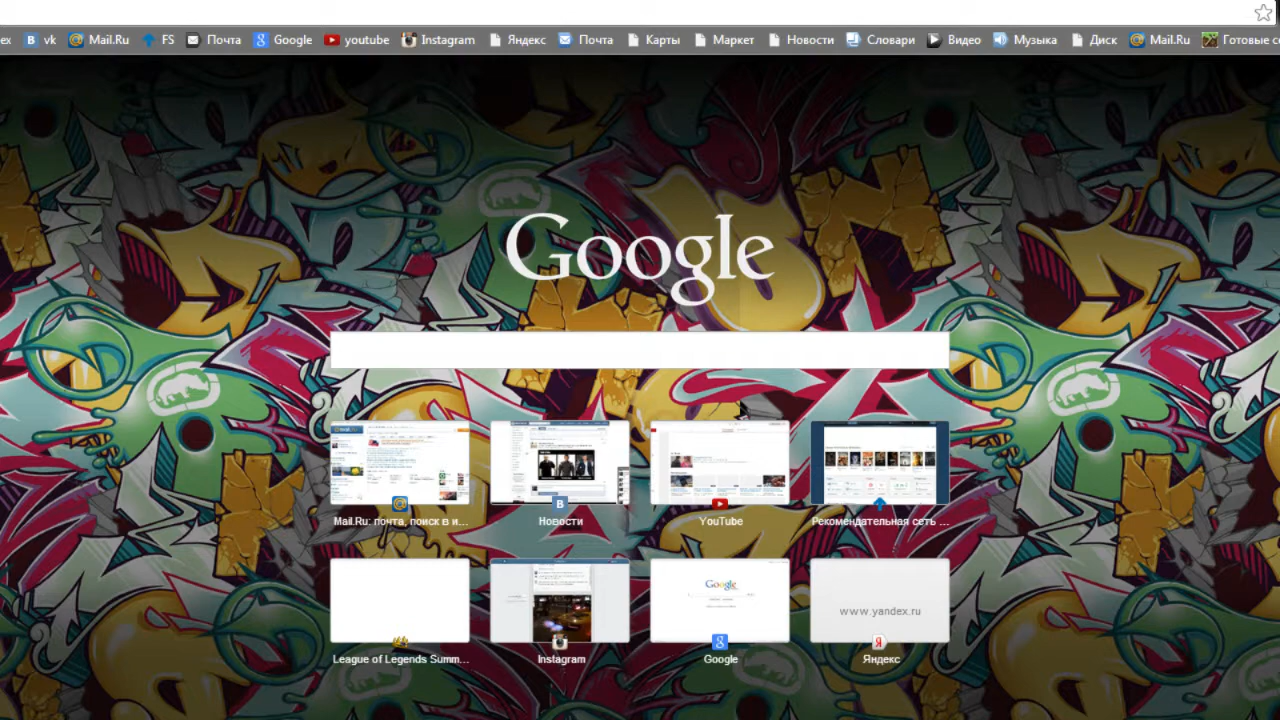 ex vk Mail.Ru FS Почта Google youtube Instagram Яндекс Почта Карты Маркет Новости Словари Видео Музыка Диск Mail.Ru Готовые се
Google
Mail.Ru: почта, поиск в и... Новости YouTube Рекомендательная сеть ...
Google
www.yandex.ru
League of Legends Summ... Instagram Google Яндекс